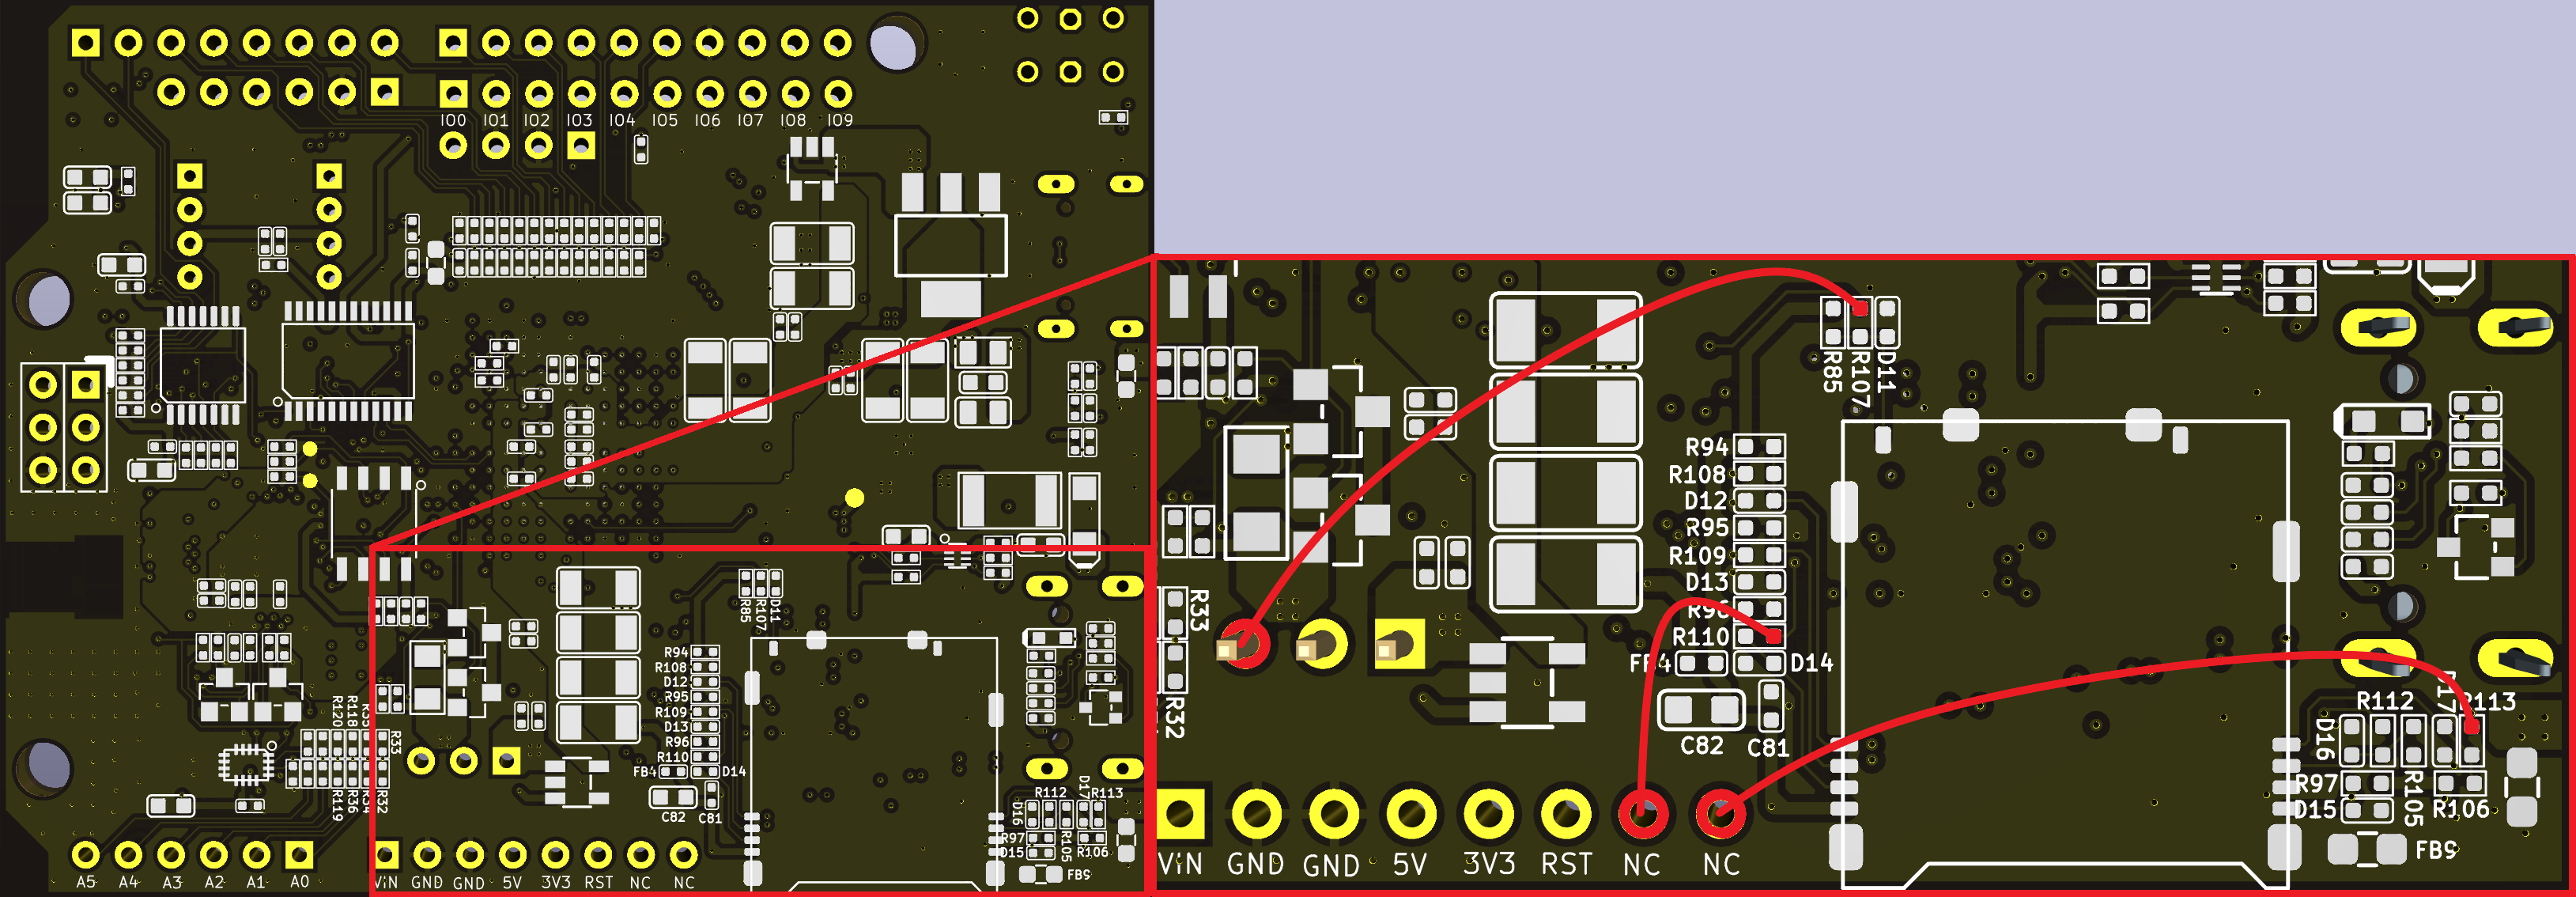 IO0 IO1 IO2 IO3 IO4 IO5 IO6 IO7 IO8 IO9
R85
R107
D11
R94
R108
D12
R95
R109
D13
R96
R110
FB4
D14
C82
C81
R120
R118
R35
R33
R119
R36
R34
R32
R112
D17
R113
D16
R97
D15
R105
R106
FB9
A5 A4 A3 A2 A1 A0
ViN GND GND 5V 3V3 RST NC NC
R85
R107
D11
R94
R108
D12
R95
R109
D13
R96
R110
FB4
D14
R33
R32
C82
C81
R112
D17
R113
D16
R97
D15
R105
R106
FB9
ViN GND GND 5V 3V3 RST NC NC